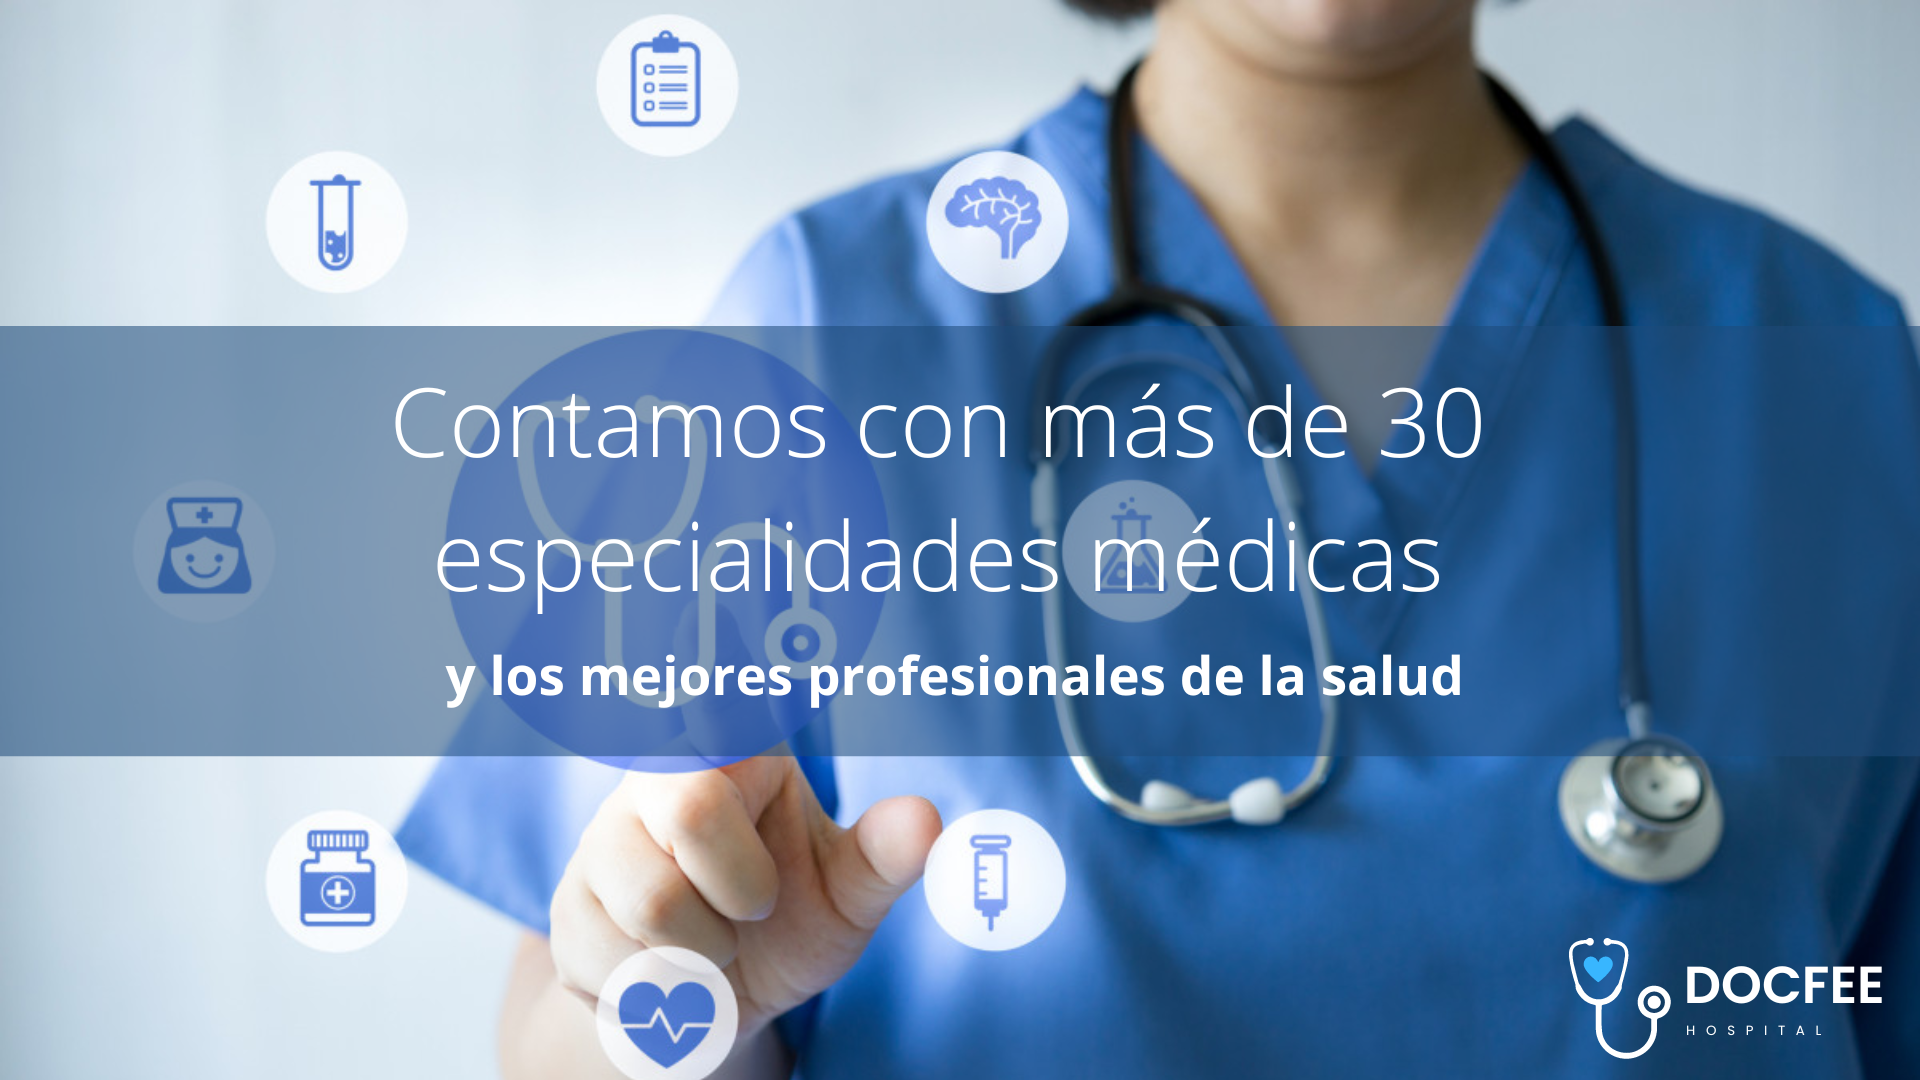 Contamos con más de 30
especialidades médicas
y los mejores profesionales de la salud
DOCFEE
HOSPITAL